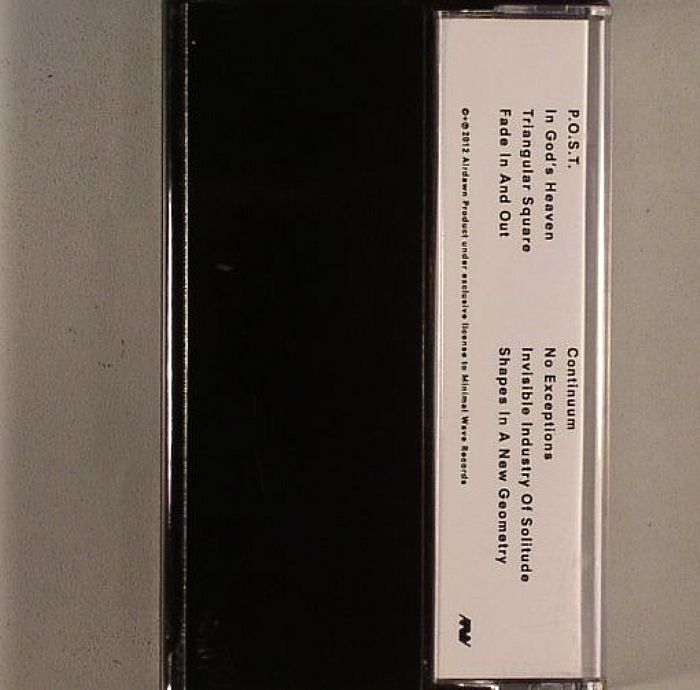 P.O.S.T.
In God's Heaven
Triangular Square
Fade In And Out
Continuum
No Exceptions
Invisible Industry Of Solitude
Shapes In A New Geometry
©+℗2012 Airdawn Product under exclusive license to Minimal Wave Records